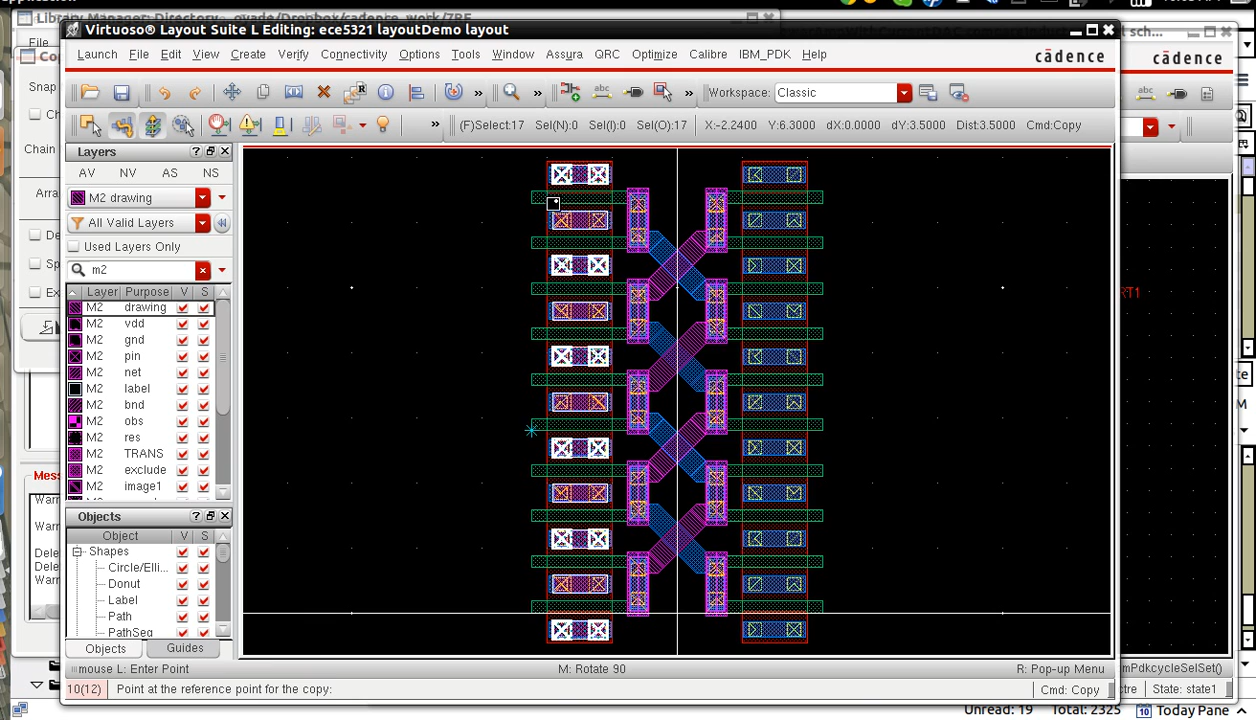 Library Manager: Directory
Virtuoso® Layout Suite L Editing: ece5321 layoutDemo layout
Launch File Edit View Create Verify Connectivity Options Tools Window Assura QRC Optimize Calibre IBM_PDK Help
cādence
cādence
Workspace: Classic
(F)Select:17 Sel(N):0 Sel(I):0 Sel(O):17 X:-2.2400 Y:6.3000 dX:0.0000 dY:3.5000 Dist:3.5000 Cmd:Copy
Snap
Chain
Layers
AV NV AS NS
M2 drawing
All Valid Layers
Used Layers Only
m2
Layer Purpose V S
M2 drawing
M2 vdd
M2 gnd
M2 pin
M2 net
M2 label
M2 bnd
M2 obs
M2 res
M2 TRANS
M2 exclude
M2 image1
Objects
Object V S
Shapes
Circle/Elli...
Donut
Label
Path
PathSeg
Objects Guides
mouse L: Enter Point M: Rotate 90 R: Pop-up Menu
10(12) Point at the reference point for the copy: Cmd: Copy
State: state1
Unread: 19 Total: 2325 Today Pane